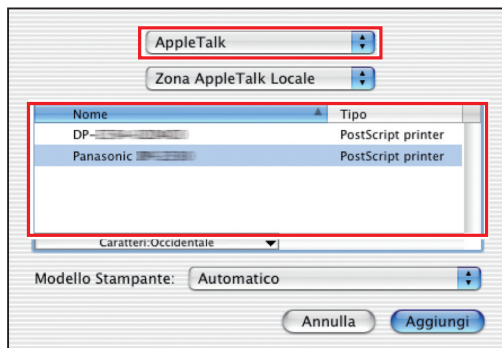 AppleTalk
Zona AppleTalk Locale
Nome Tipo
DP- PostScript printer
Panasonic PostScript printer
Caratteri:Occidentale
Modello Stampante: Automatico
Annulla Aggiungi